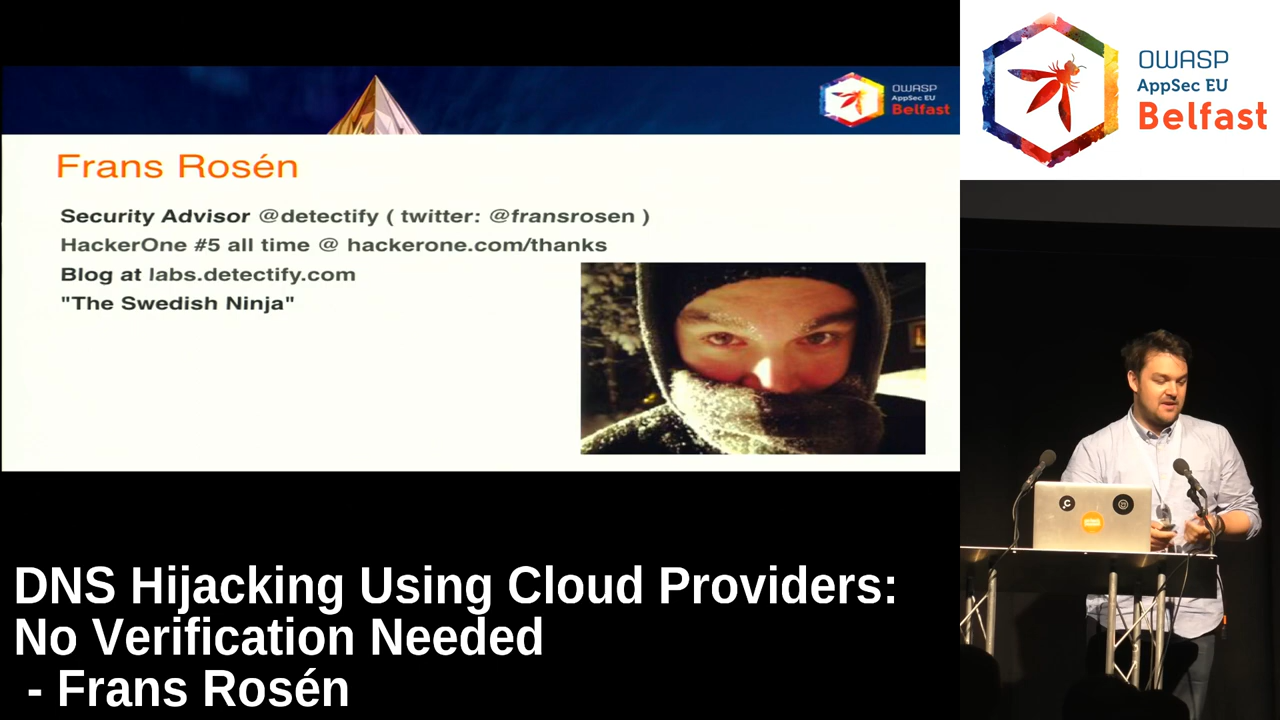 OWASP
AppSec EU
Belfast
Frans Rosén
Security Advisor @detectify ( twitter: @fransrosen )
HackerOne #5 all time @ hackerone.com/thanks
Blog at labs.detectify.com
"The Swedish Ninja"
OWASP
AppSec EU
Belfast
DNS Hijacking Using Cloud Providers:
No Verification Needed
- Frans Rosén